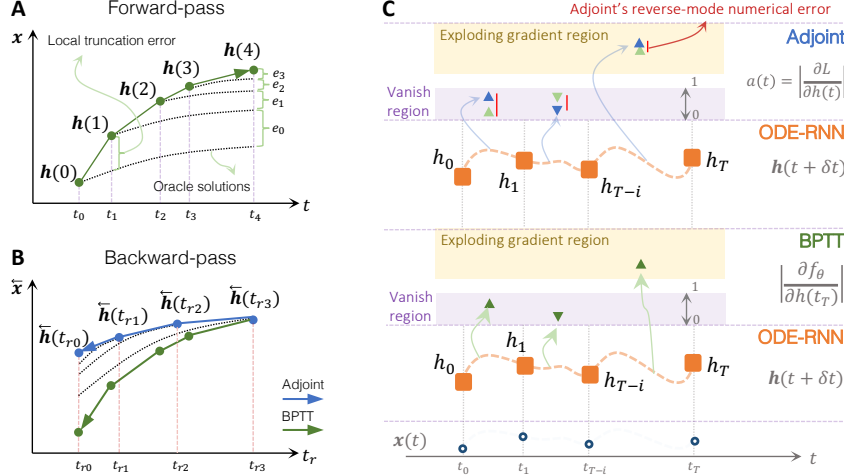 A
Forward-pass
x
Local truncation error
h(0)
h(1)
h(2)
h(3)
h(4)
e3
e2
e1
e0
Oracle solutions
t0
t1
t2
t3
t4
t
B
Backward-pass
x
h(tr0)
h(tr1)
h(tr2)
h(tr3)
Adjoint
BPTT
tr0
tr1
tr2
tr3
tr
C
Adjoint's reverse-mode numerical error
Exploding gradient region
Adjoint
Vanish
region
1
0
a(t) = |∂L/∂h(t)|
ODE-RNN
h0
h1
hT−i
hT
h(t + δt)
Exploding gradient region
BPTT
Vanish
region
1
0
|∂fθ/∂h(tT)|
ODE-RNN
h0
h1
hT−i
hT
h(t + δt)
x(t)
t0
t1
tT−i
tT
t